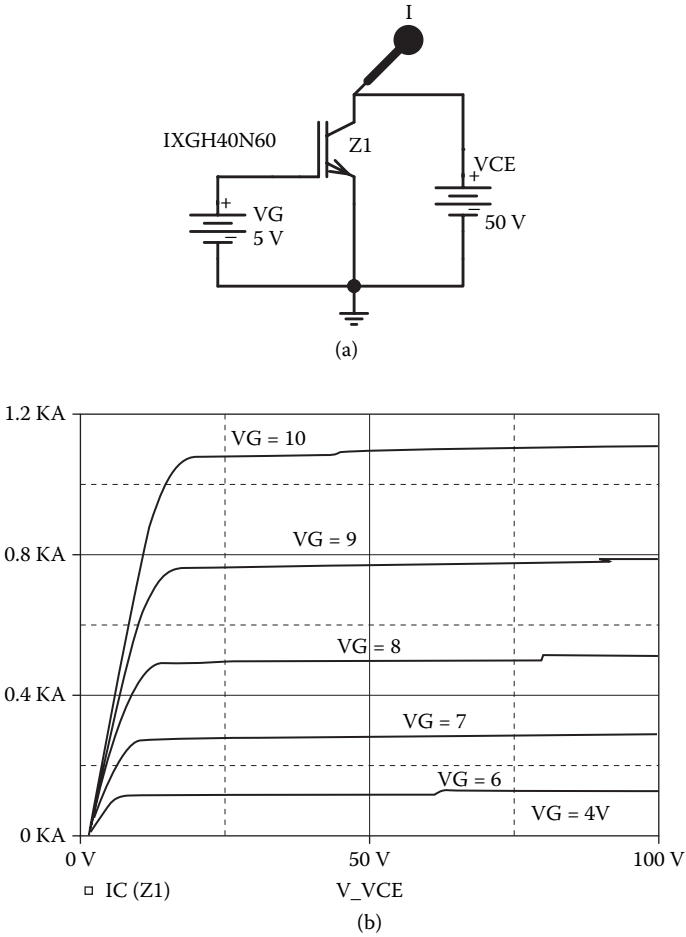 I
IXGH40N60
Z1
VCE
+
−
50 V
+
VG
−
5 V
(a)
1.2 KA
VG = 10
0.8 KA
VG = 9
VG = 8
0.4 KA
VG = 7
VG = 6
VG = 4V
0 KA
0 V
50 V
100 V
IC (Z1)
V_VCE
(b)